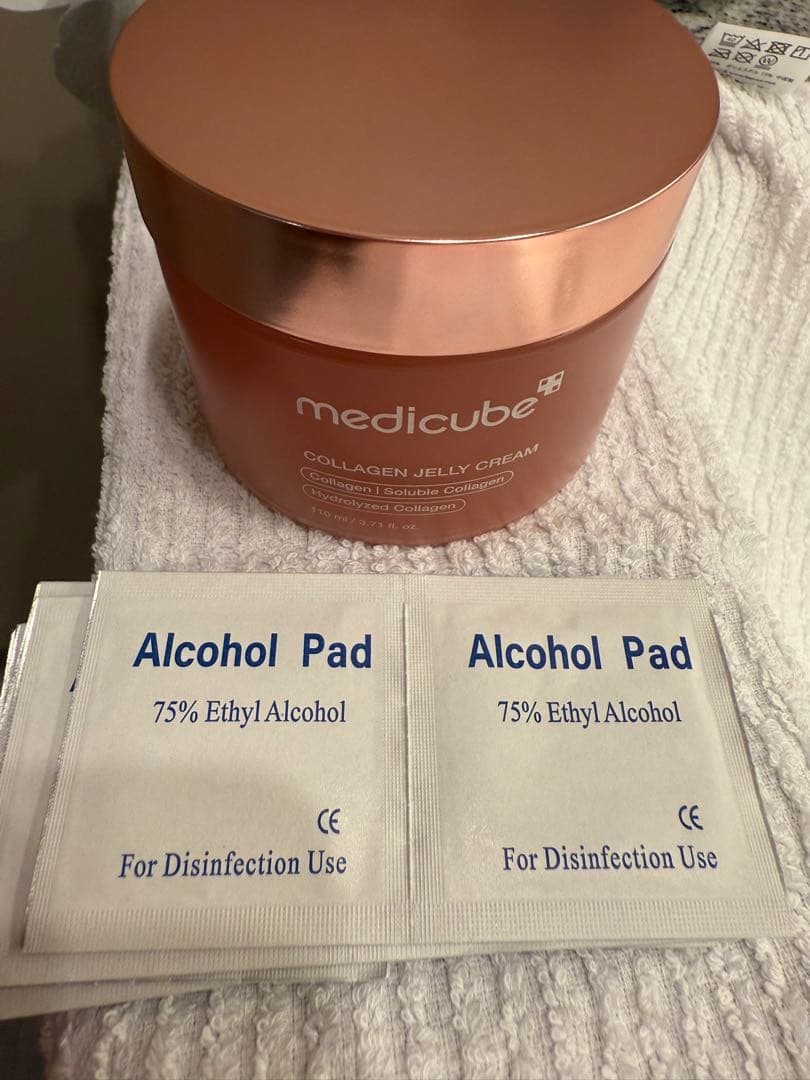 medicube
COLLAGEN JELLY CREAM
Collagen | Soluble Collagen
Hydrolyzed Collagen
110 ml / 3.71 fl. oz.
Alcohol Pad
75% Ethyl Alcohol
CE
For Disinfection Use
Alcohol Pad
75% Ethyl Alcohol
CE
For Disinfection Use